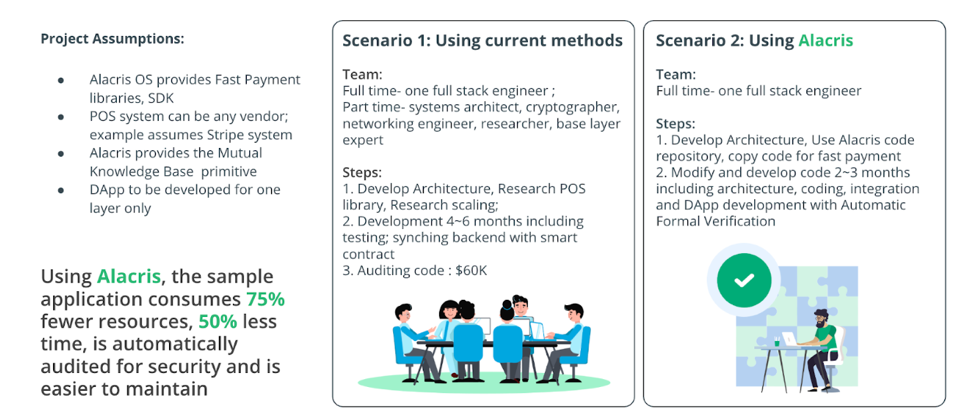 Project Assumptions:
● Alacris OS provides Fast Payment
libraries, SDK
● POS system can be any vendor;
example assumes Stripe system
● Alacris provides the Mutual
Knowledge Base primitive
● DApp to be developed for one
layer only
Using Alacris, the sample
application consumes 75%
fewer resources, 50% less
time, is automatically
audited for security and is
easier to maintain
Scenario 1: Using current methods
Team:
Full time- one full stack engineer ;
Part time- systems architect, cryptographer,
networking engineer, researcher, base layer
expert
Steps:
1. Develop Architecture, Research POS
library, Research scaling;
2. Development 4~6 months including
testing; synching backend with smart
contract
3. Auditing code : $60K
Scenario 2: Using Alacris
Team:
Full time- one full stack engineer
Steps:
1. Develop Architecture, Use Alacris code
repository, copy code for fast payment
2. Modify and develop code 2~3 months
including architecture, coding, integration
and DApp development with Automatic
Formal Verification